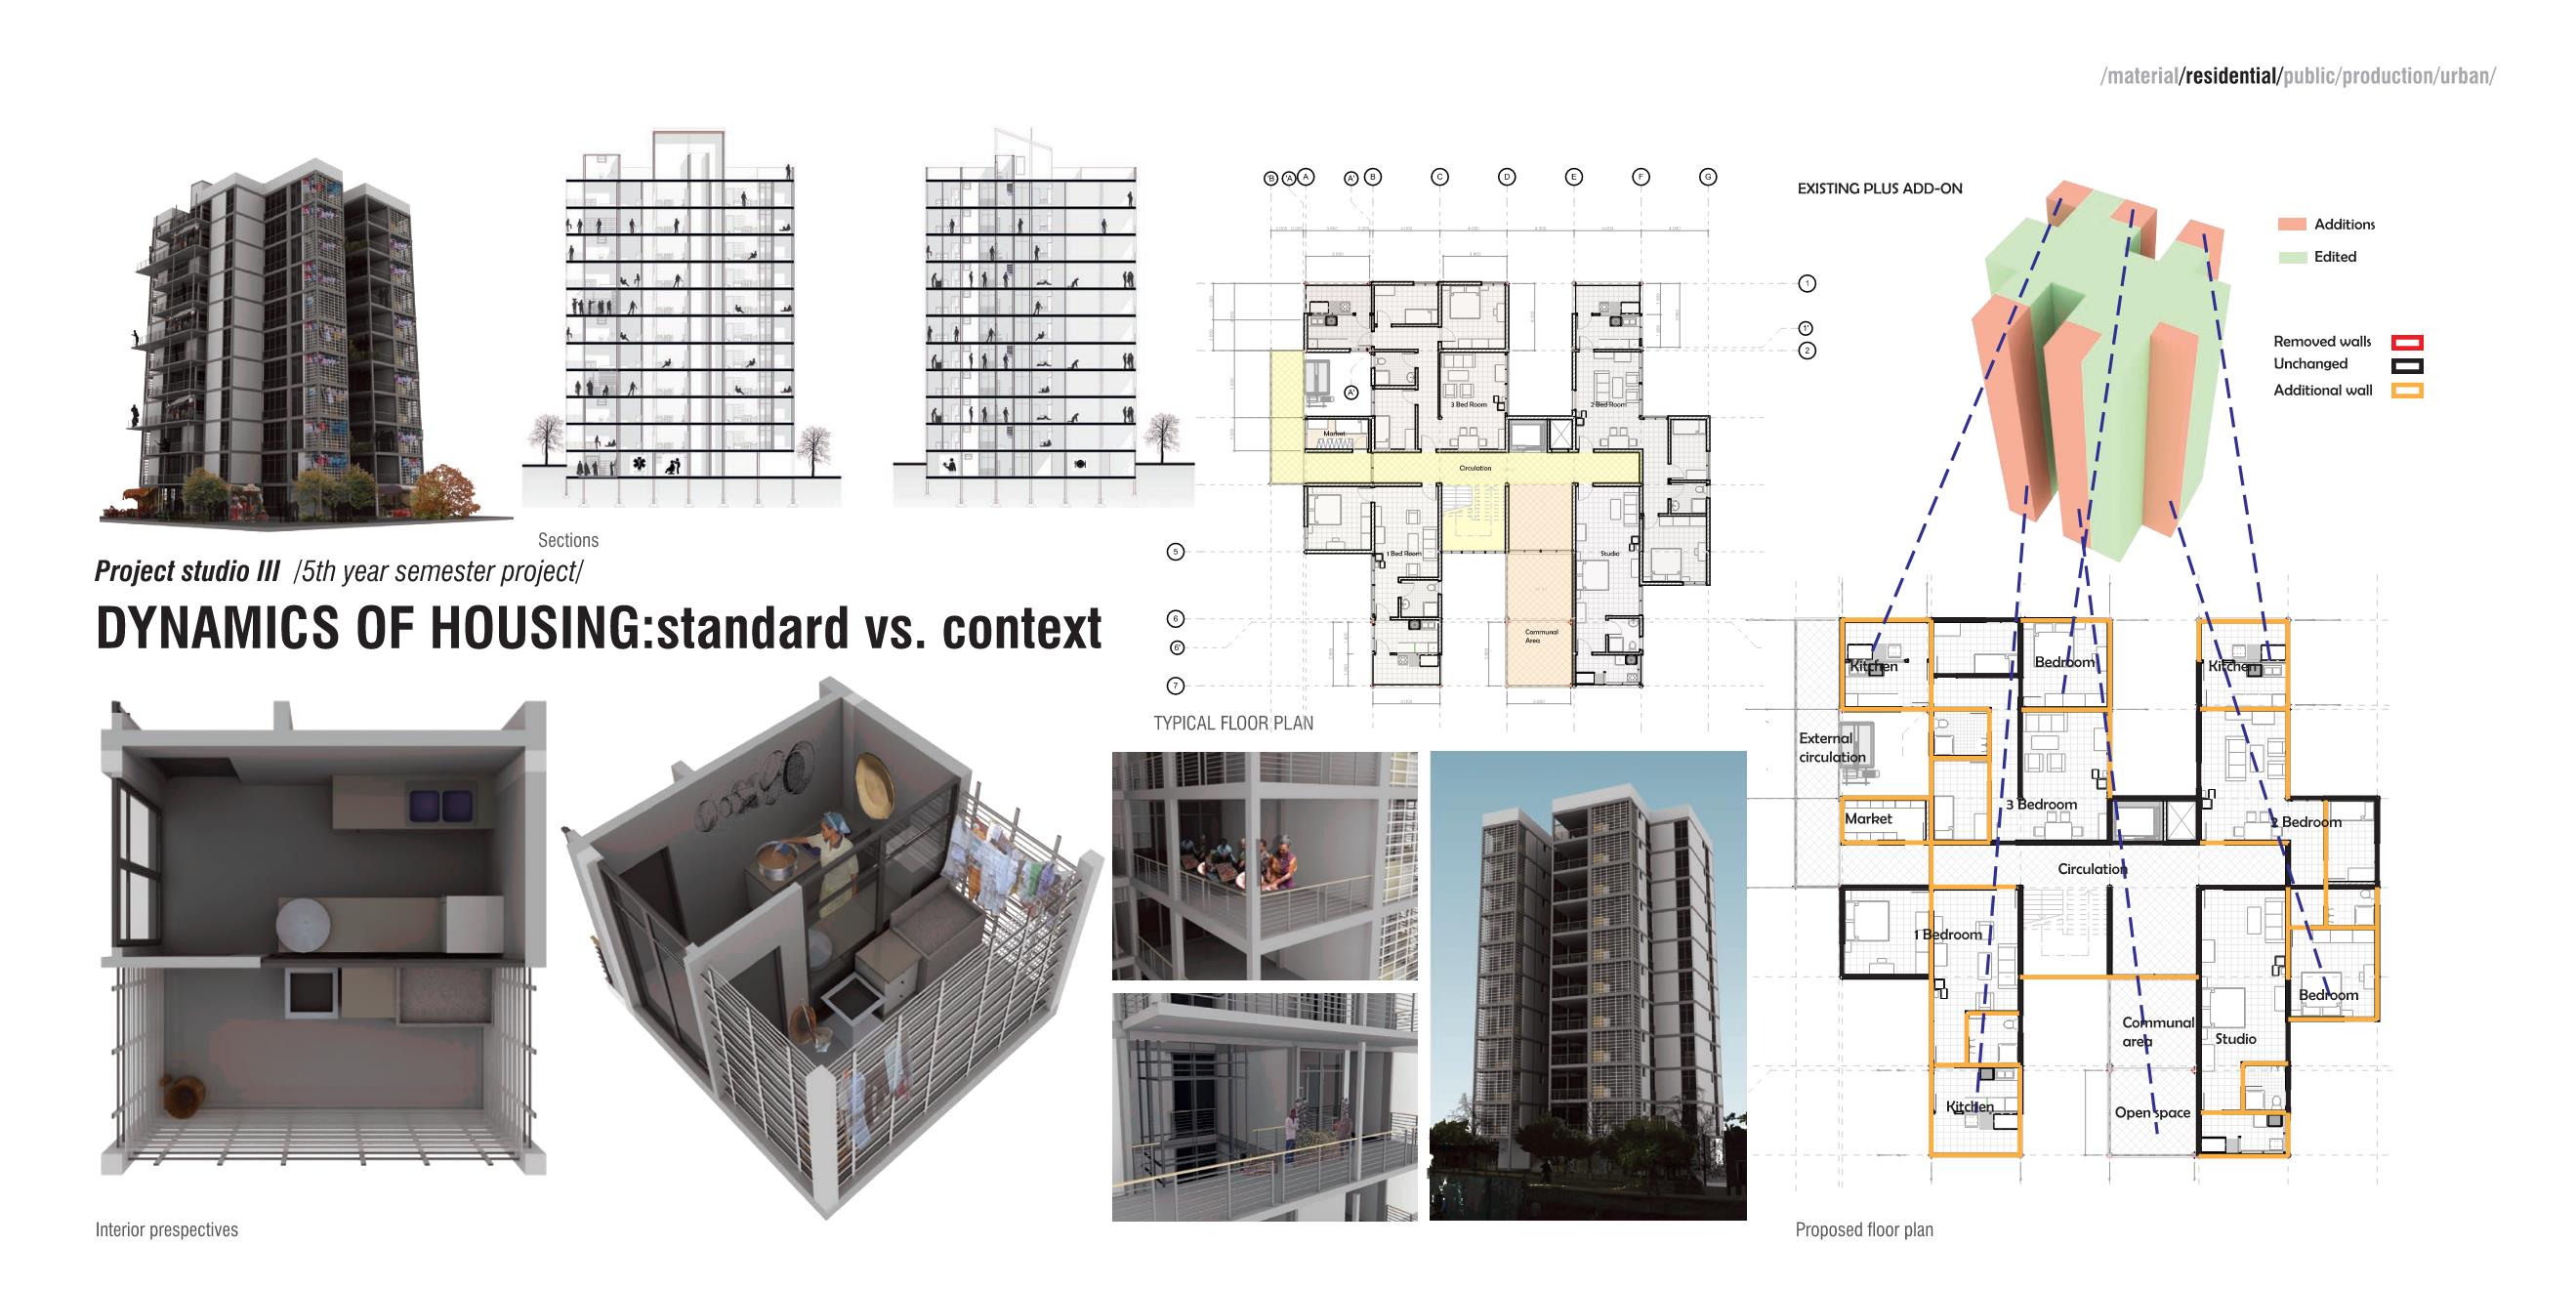 /material/residential/public/production/urban/
Sections
Project studio III /5th year semester project/
DYNAMICS OF HOUSING:standard vs. context
Interior prespectives
'B 'A A A' B C D E F G
1
1'
2
A'
3 Bed Room
2 Bed Room
Market
Circulation
5
1 Bed Room
Studio
6
6'
Communal
Area
7
TYPICAL FLOOR PLAN
EXISTING PLUS ADD-ON
Additions
Edited
Removed walls
Unchanged
Additional wall
Kitchen
Bedroom
Kitchen
External
circulation
3 Bedroom
Market
2 Bedroom
Circulation
1 Bedroom
Bedroom
Communal
area
Studio
Kitchen
Open space
Proposed floor plan